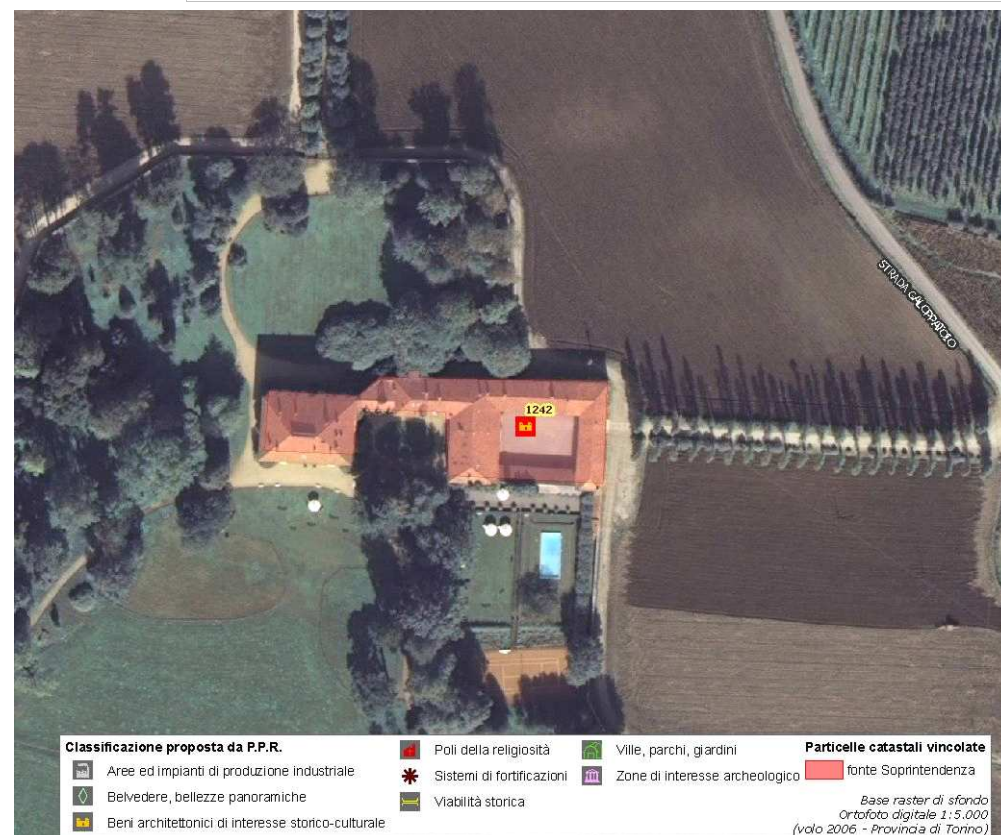 STRADA GALOPPATOIO
1242
Classificazione proposta da P.P.R.
Aree ed impianti di produzione industriale
Belvedere, bellezze panoramiche
Beni architettonici di interesse storico-culturale
Poli della religiosità
Sistemi di fortificazioni
Viabilità storica
Ville, parchi, giardini
Zone di interesse archeologico
Particelle catastali vincolate
fonte Soprintendenza
Base raster di sfondo
Ortofoto digitale 1:5.000
(volo 2006 - Provincia di Torino)